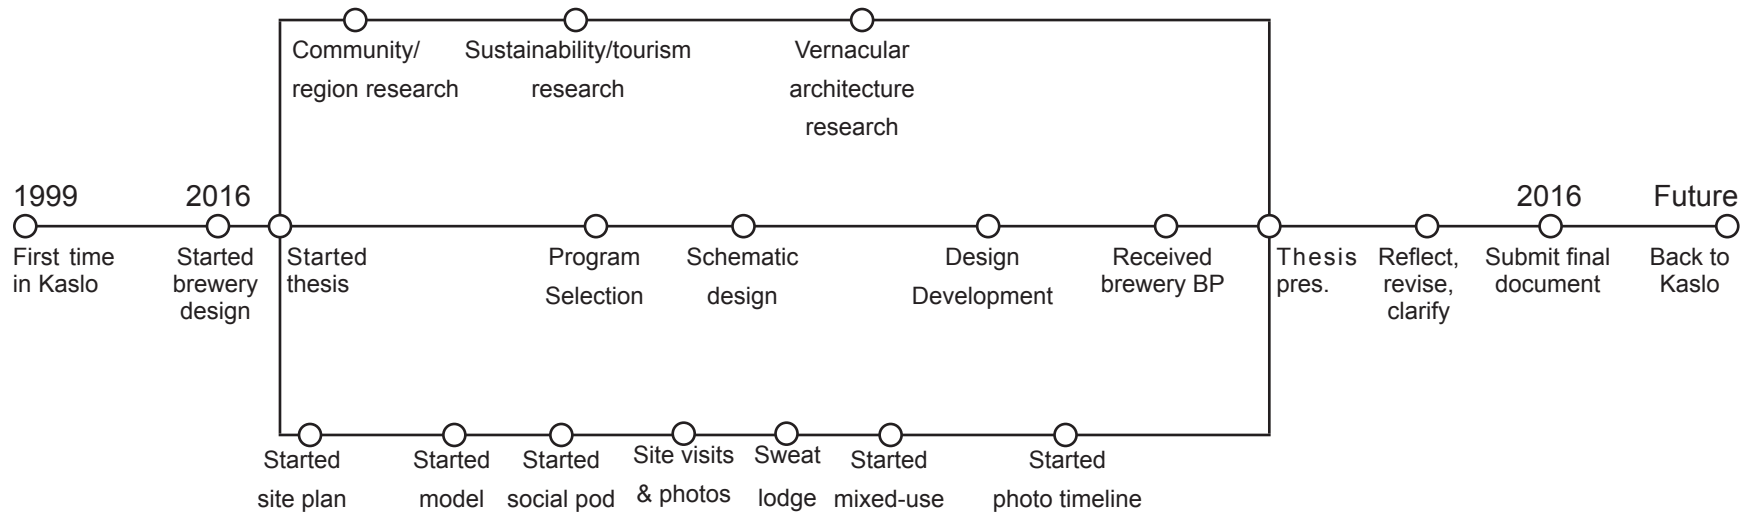 Community/
region research
Sustainability/tourism
research
Vernacular
architecture
research
1999
First time
in Kaslo
2016
Started
brewery
design
Started
thesis
Program
Selection
Schematic
design
Design
Development
Received
brewery BP
Thesis
pres.
Reflect,
revise,
clarify
2016
Submit final
document
Future
Back to
Kaslo
Started
site plan
Started
model
Started
social pod
Site visits
& photos
Sweat
lodge
Started
mixed-use
Started
photo timeline